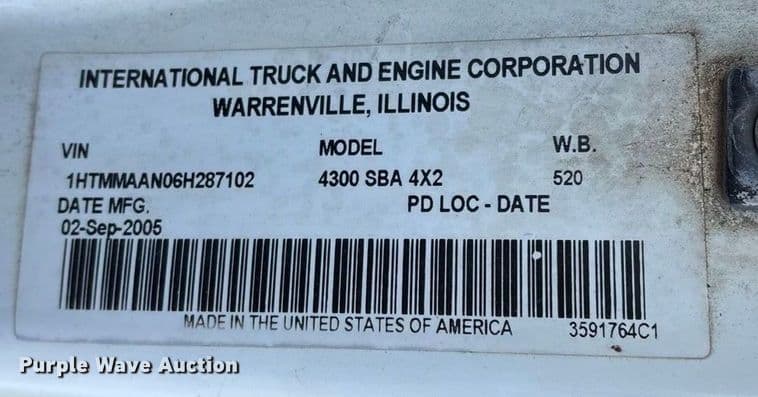 INTERNATIONAL TRUCK AND ENGINE CORPORATION
WARRENVILLE, ILLINOIS
VIN MODEL W.B.
1HTMMAAN06H287102 4300 SBA 4X2 520
DATE MFG. PD LOC - DATE
02-Sep-2005
MADE IN THE UNITED STATES OF AMERICA 3591764C1
Purple Wave Auction